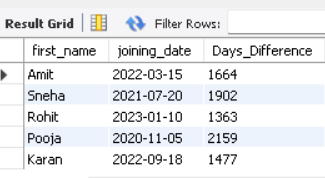 Result Grid Filter Rows:
first_name joining_date Days_Difference
Amit 2022-03-15 1664
Sneha 2021-07-20 1902
Rohit 2023-01-10 1363
Pooja 2020-11-05 2159
Karan 2022-09-18 1477